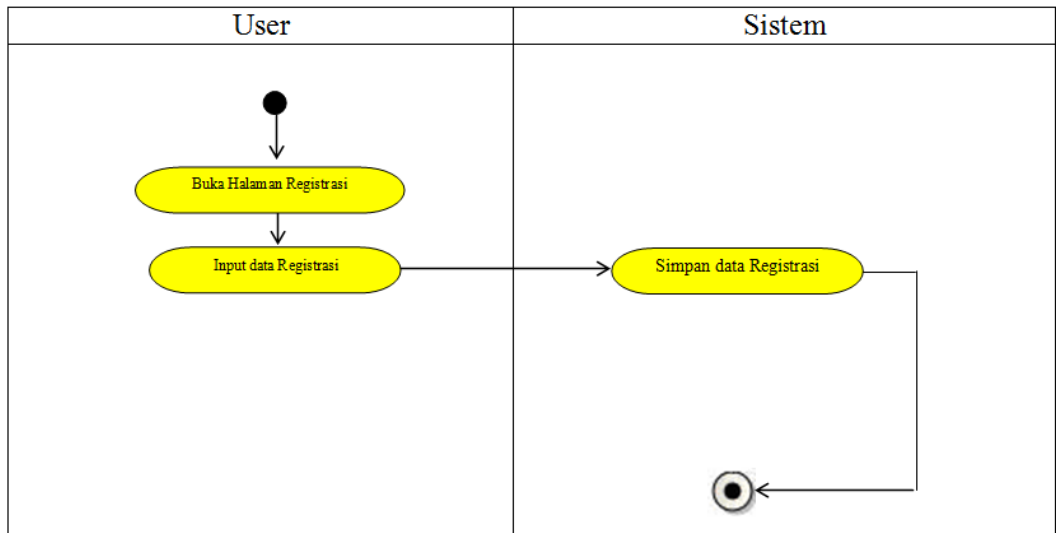 User
Sistem
Buka Halaman Registrasi
Input data Registrasi
Simpan data Registrasi